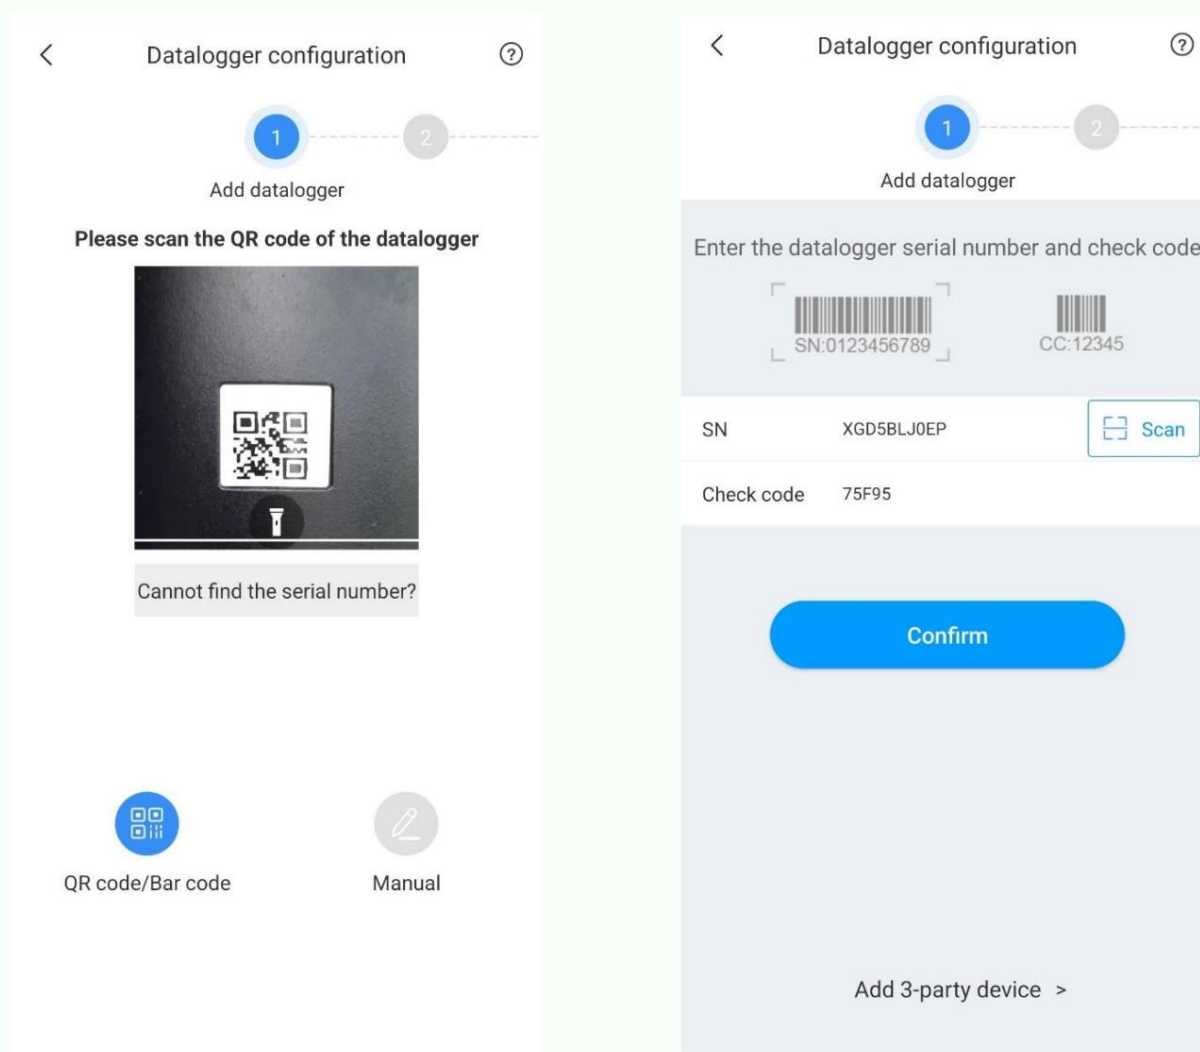 Datalogger configuration
1
2
Add datalogger
Please scan the QR code of the datalogger
Cannot find the serial number?
QR code/Bar code
Manual
Datalogger configuration
1
2
Add datalogger
Enter the datalogger serial number and check code
SN:0123456789
CC:12345
SN XGD5BLJ0EP Scan
Check code 75F95
Confirm
Add 3-party device >